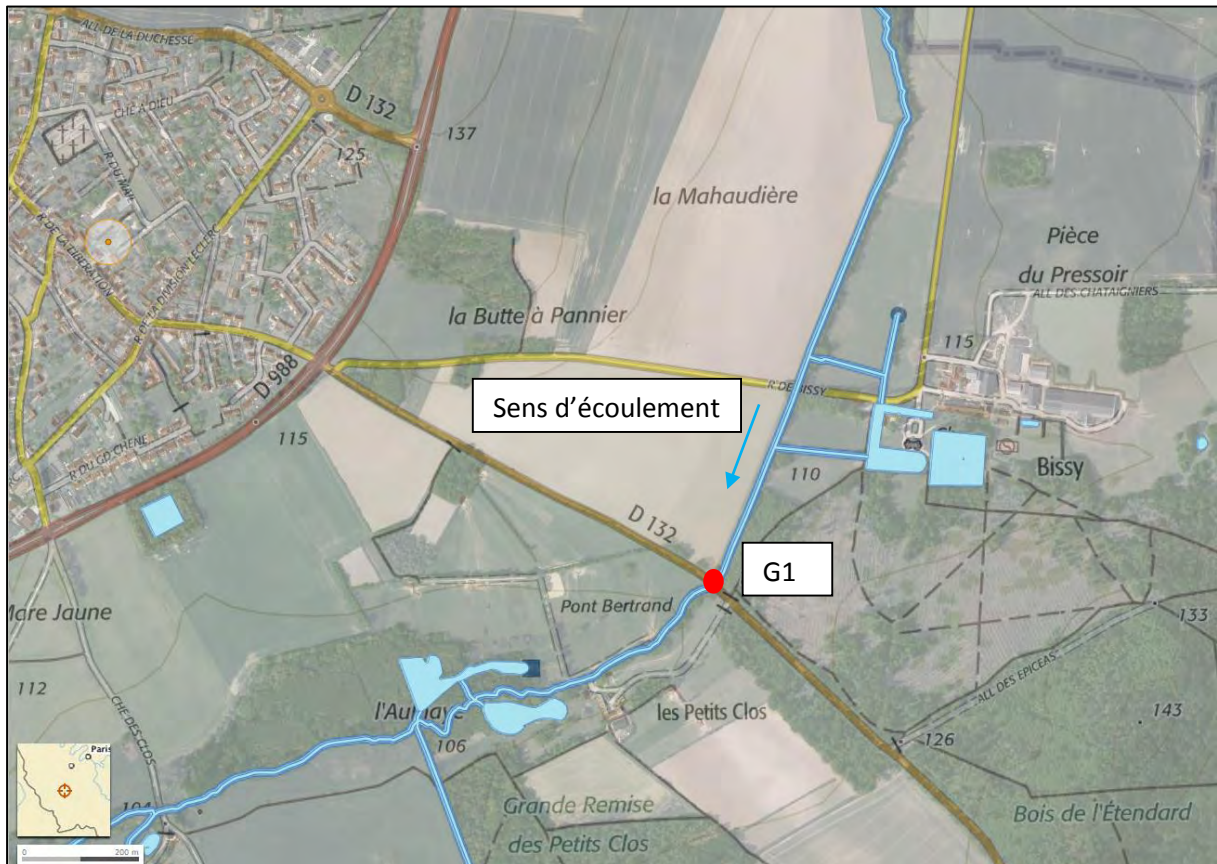 ALL DE LA DUCHESSE
CHE A DIEU
D 132
R DU MAIL
125
137
la Mahaudière
R DE LA LIBERATION
R DE LA DIVISION LECLERC
Pièce
du Pressoir
ALL DES CHATAIGNIERS
la Butte à Pannier
115
D 988
R DE BISSY
Sens d'écoulement
115
R DU GD CHENE
110
Bissy
D 132
G1
Mare Jaune
Pont Bertrand
133
ALL DES EPICEAS
112
CHE DES CLOS
les Petits Clos
143
106
126
Paris
104
Grande Remise
des Petits Clos
Bois de l'Étendard
0
200 m